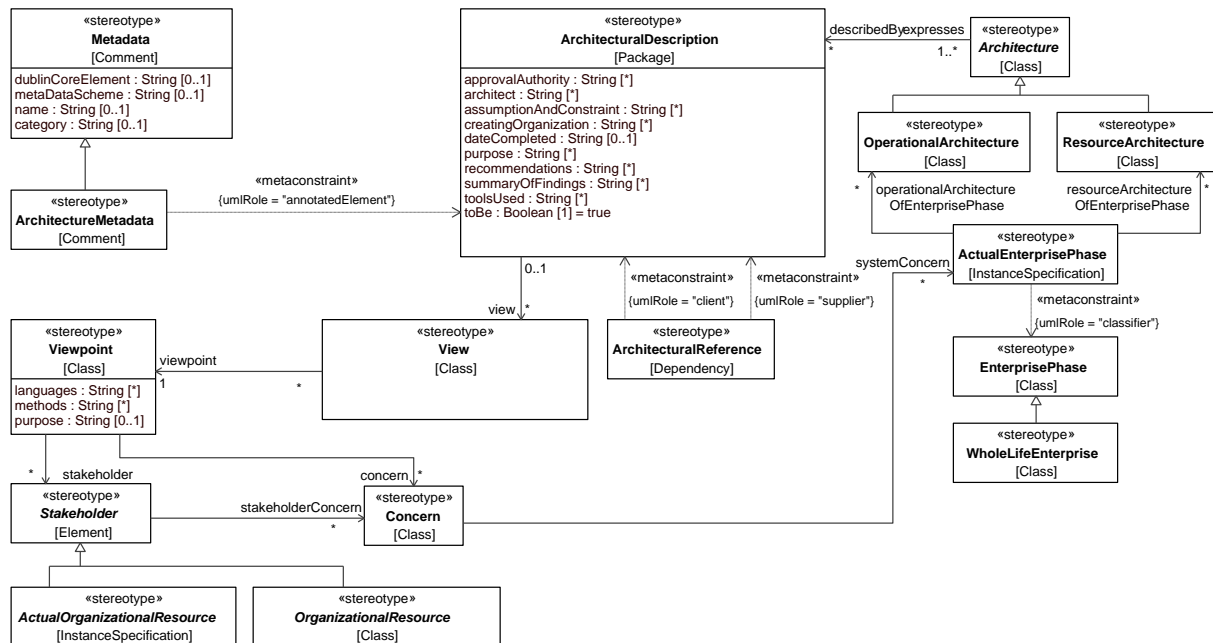 «stereotype»
Metadata
[Comment]
dublinCoreElement : String [0..1]
metaDataScheme : String [0..1]
name : String [0..1]
category : String [0..1]
«stereotype»
ArchitecturalDescription
[Package]
approvalAuthority : String [*]
architect : String [*]
assumptionAndConstraint : String [*]
creatingOrganization : String [*]
dateCompleted : String [0..1]
purpose : String [*]
recommendations : String [*]
summaryOfFindings : String [*]
toolsUsed : String [*]
toBe : Boolean [1] = true
describedBy
expresses
*
1..*
«stereotype»
Architecture
[Class]
«stereotype»
OperationalArchitecture
[Class]
«stereotype»
ResourceArchitecture
[Class]
*
operationalArchitecture
OfEnterprisePhase
resourceArchitecture
OfEnterprisePhase
*
«stereotype»
ArchitectureMetadata
[Comment]
«metaconstraint»
{umlRole = "annotatedElement"}
«stereotype»
ActualEnterprisePhase
[InstanceSpecification]
systemConcern
*
«metaconstraint»
{umlRole = "classifier"}
0..1
view
*
«metaconstraint»
{umlRole = "client"}
«metaconstraint»
{umlRole = "supplier"}
«stereotype»
Viewpoint
[Class]
languages : String [*]
methods : String [*]
purpose : String [0..1]
viewpoint
1
*
«stereotype»
View
[Class]
«stereotype»
ArchitecturalReference
[Dependency]
«stereotype»
EnterprisePhase
[Class]
«stereotype»
WholeLifeEnterprise
[Class]
*
stakeholder
concern
*
«stereotype»
Stakeholder
[Element]
stakeholderConcern
*
«stereotype»
Concern
[Class]
«stereotype»
ActualOrganizationalResource
[InstanceSpecification]
«stereotype»
OrganizationalResource
[Class]